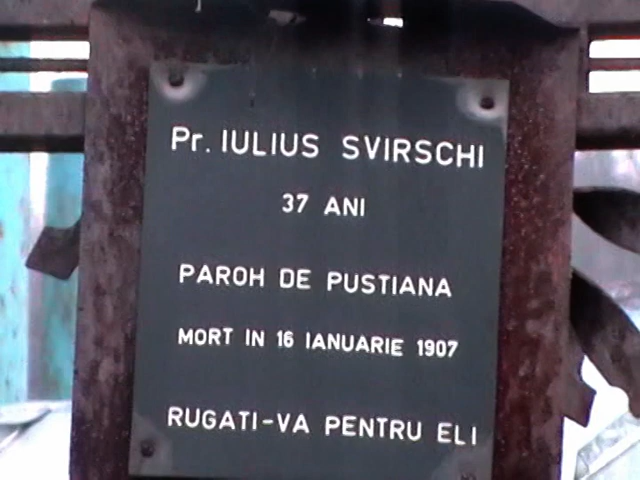 Pr. IULIUS SVIRSCHI
37 ANI
PAROH DE PUSTIANA
MORT IN 16 IANUARIE 1907
RUGATI-VA PENTRU ELI